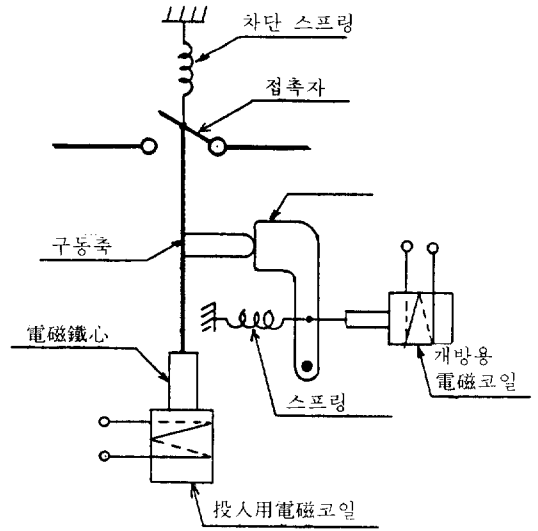 차단 스프링
접촉자
구동축
電磁鐵心
개방용
電磁코일
스프링
投入用電磁코일